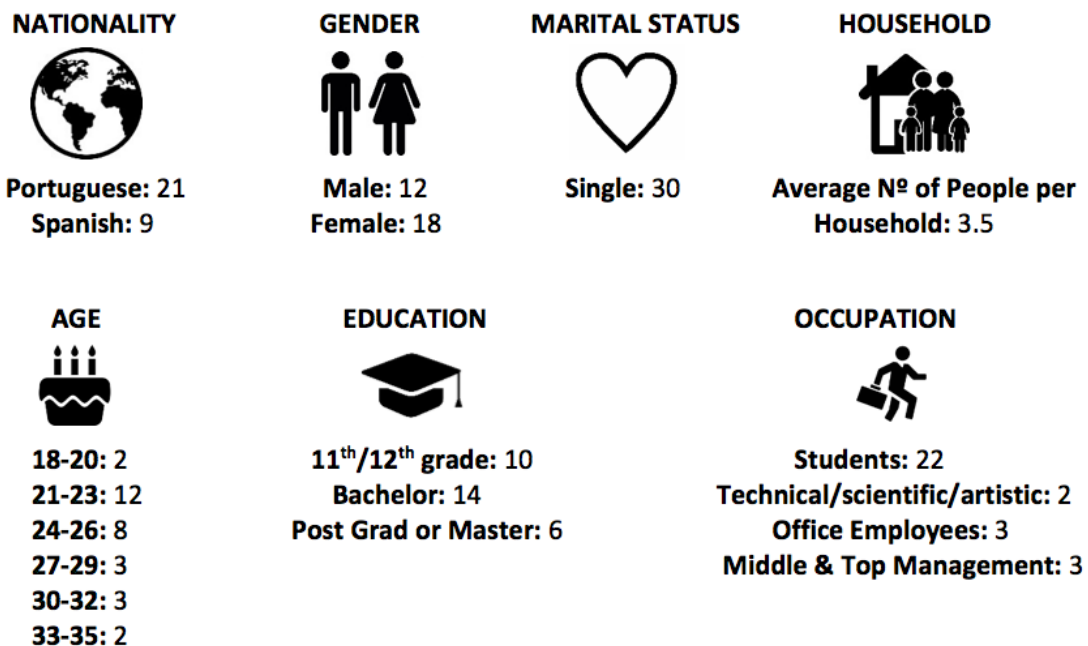 NATIONALITY
GENDER
MARITAL STATUS
HOUSEHOLD
Portuguese: 21
Spanish: 9
Male: 12
Female: 18
Single: 30
Average Nº of People per
Household: 3.5
AGE
EDUCATION
OCCUPATION
18-20: 2
21-23: 12
24-26: 8
27-29: 3
30-32: 3
33-35: 2
11th/12th grade: 10
Bachelor: 14
Post Grad or Master: 6
Students: 22
Technical/scientific/artistic: 2
Office Employees: 3
Middle & Top Management: 3